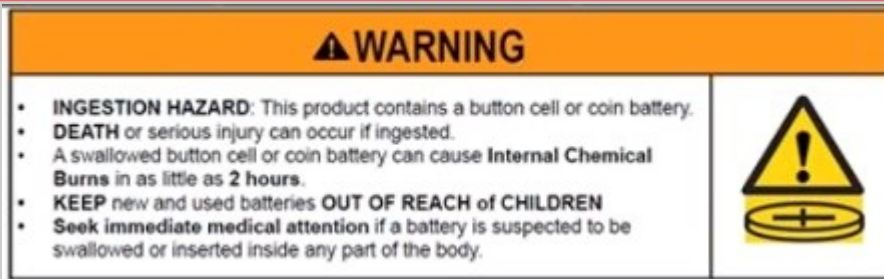 ⚠WARNING
• INGESTION HAZARD: This product contains a button cell or coin battery.
• DEATH or serious injury can occur if ingested.
• A swallowed button cell or coin battery can cause Internal Chemical
Burns in as little as 2 hours.
• KEEP new and used batteries OUT OF REACH of CHILDREN
• Seek immediate medical attention if a battery is suspected to be
swallowed or inserted inside any part of the body.